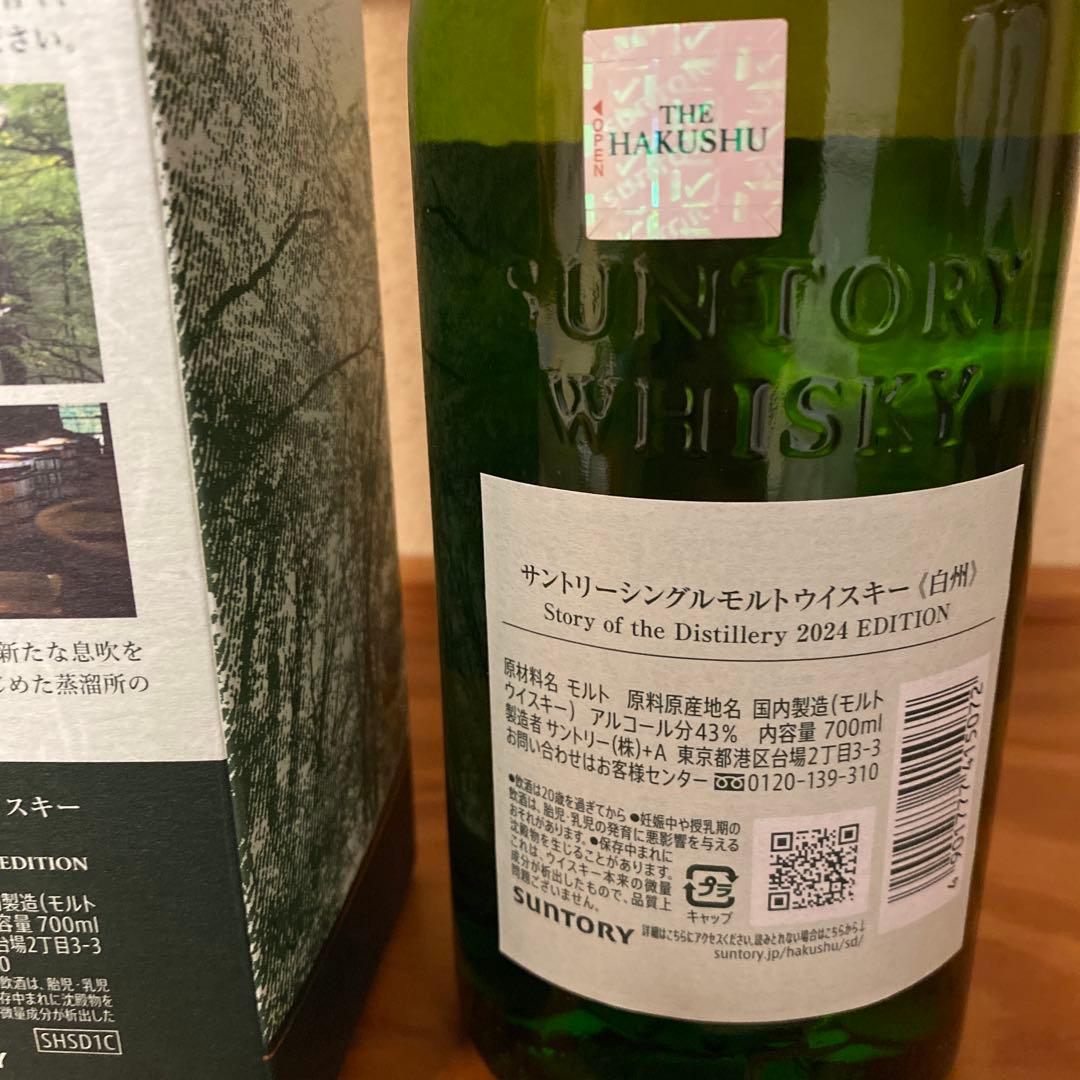 さい。
新たな息吹を
じめた蒸溜所の
スキー
EDITION
製造(モルト
容量 700ml
台場2丁目3-3
0
飲酒は、胎児・乳児
存中まれに沈殿物を
微量成分が析出した
SHSD1C
Y
OPEN
THE
HAKUSHU
SUNTORY
WHISKY
サントリーシングルモルトウイスキー《白州》
Story of the Distillery 2024 EDITION
原材料名 モルト 原料原産地名 国内製造(モルト
ウイスキー) アルコール分43% 内容量 700ml
製造者 サントリー(株)+A 東京都港区台場2丁目3-3
お問い合わせはお客様センター 0120-139-310
●飲酒は20歳を過ぎてから ●妊娠中や授乳期の
飲酒は、胎児・乳児の発育に悪影響を与える
おそれがあります。●保存中まれに
沈殿物を生じることがあります。
これは、ウイスキー本来の微量
成分が析出したもので、品質上
問題ございません。
プラ
キャップ
SUNTORY
詳細はこちらにアクセスください。読みとれない場合はこちらから↓
suntory.jp/hakushu/sd/
4 901777 415072